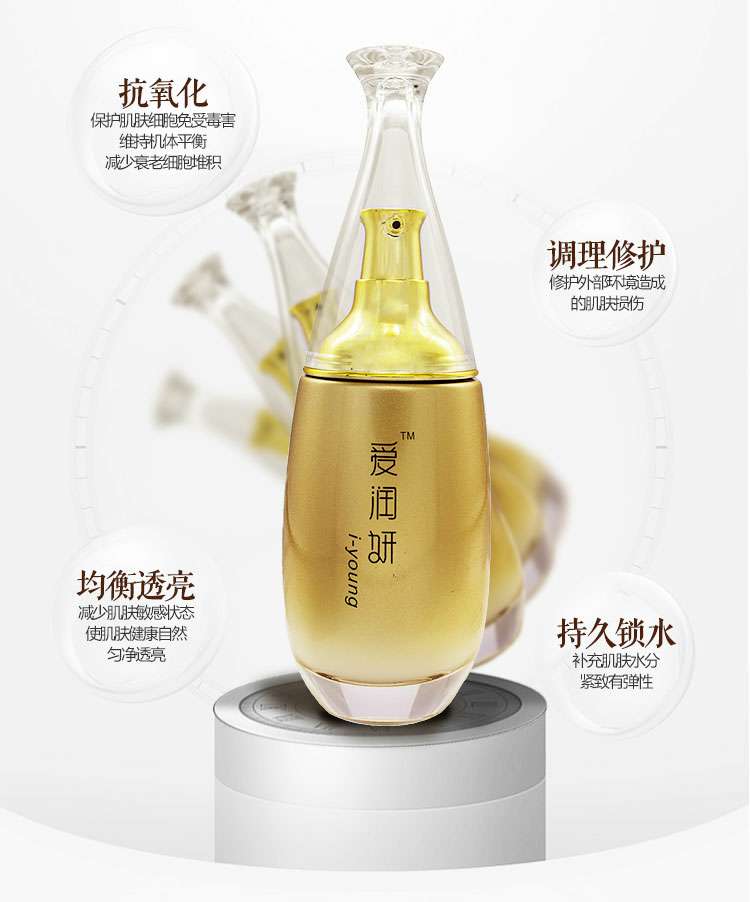 抗氧化
保护肌肤细胞免受毒害
维持机体平衡
减少衰老细胞堆积
调理修护
修护外部环境造成
的肌肤损伤
爱润妍
TM
i-young
均衡透亮
减少肌肤敏感状态
使肌肤健康自然
匀净透亮
持久锁水
补充肌肤水分
紧致有弹性